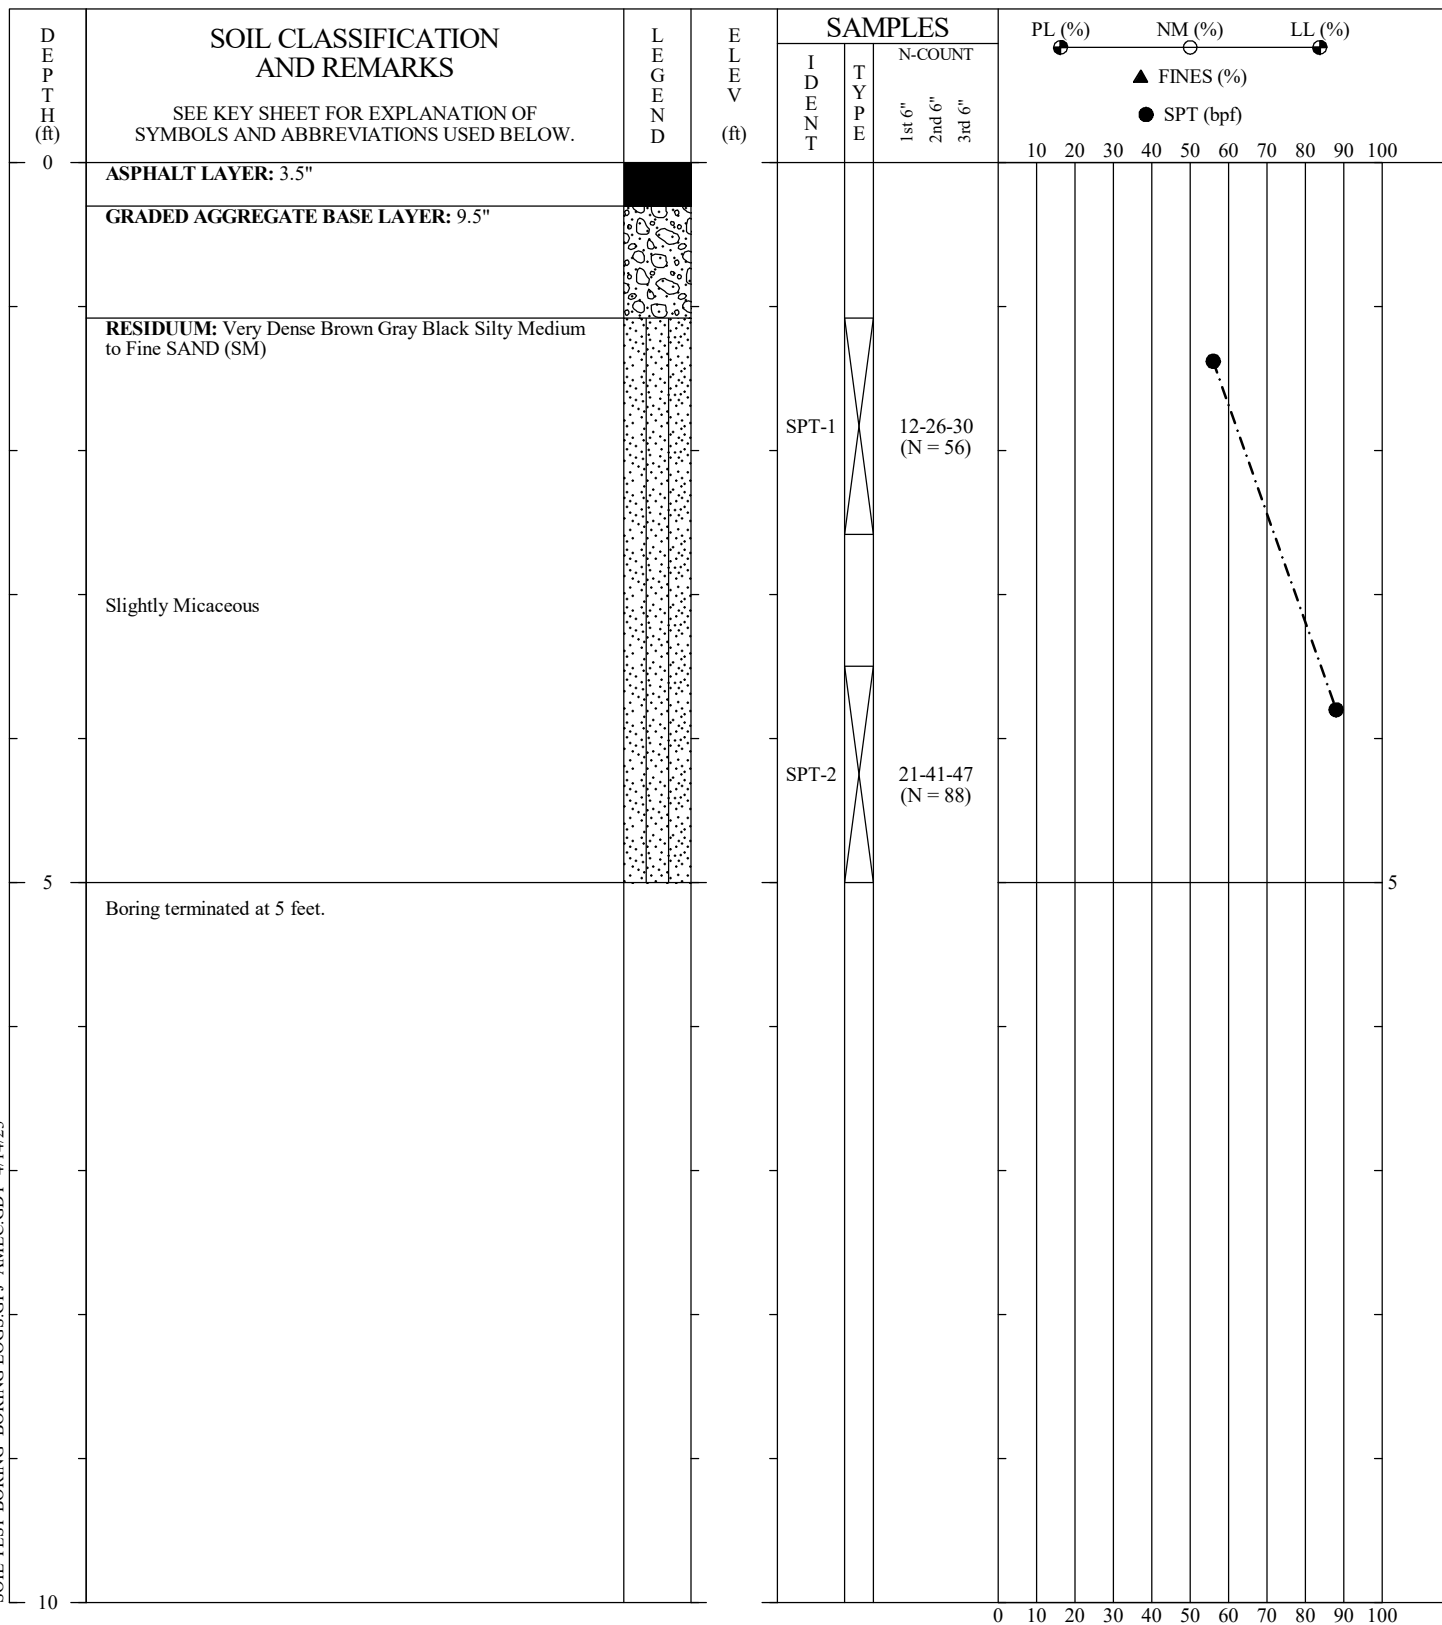 DEPTH (ft)
SOIL CLASSIFICATION
AND REMARKS
SEE KEY SHEET FOR EXPLANATION OF
SYMBOLS AND ABBREVIATIONS USED BELOW.
LEGEND
ELEV (ft)
SAMPLES
IDENT
TYPE
N-COUNT
1st 6"
2nd 6"
3rd 6"
PL (%) NM (%) LL (%)
FINES (%)
SPT (bpf)
10 20 30 40 50 60 70 80 90 100
0
ASPHALT LAYER: 3.5"
GRADED AGGREGATE BASE LAYER: 9.5"
RESIDUUM: Very Dense Brown Gray Black Silty Medium
to Fine SAND (SM)
SPT-1 12-26-30
(N = 56)
Slightly Micaceous
SPT-2 21-41-47
(N = 88)
5 5
Boring terminated at 5 feet.
10
0 10 20 30 40 50 60 70 80 90 100